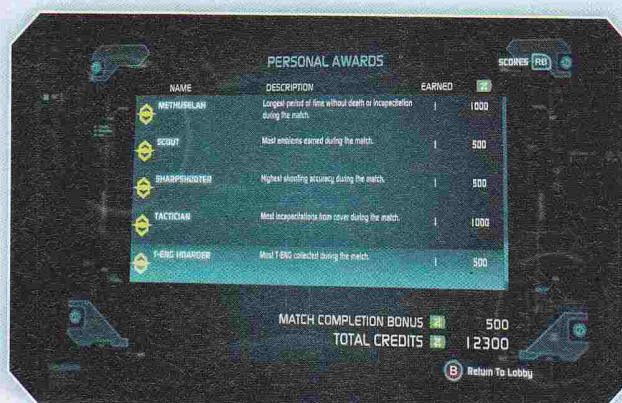 PERSONAL AWARDS
SCORES RB
NAME DESCRIPTION EARNED
METHUSELAH Longest period of time without death or incapacitation during the match. 1 1000
SCOUT Most emblems earned during the match. 1 500
SHARPSHOOTER Highest shooting accuracy during the match. 1 500
TACTICIAN Most incapacitations from cover during the match. 1 1000
T-ENG HOARDER Most T-ENG collected during the match. 1 500
MATCH COMPLETION BONUS 500
TOTAL CREDITS 12300
B Return To Lobby